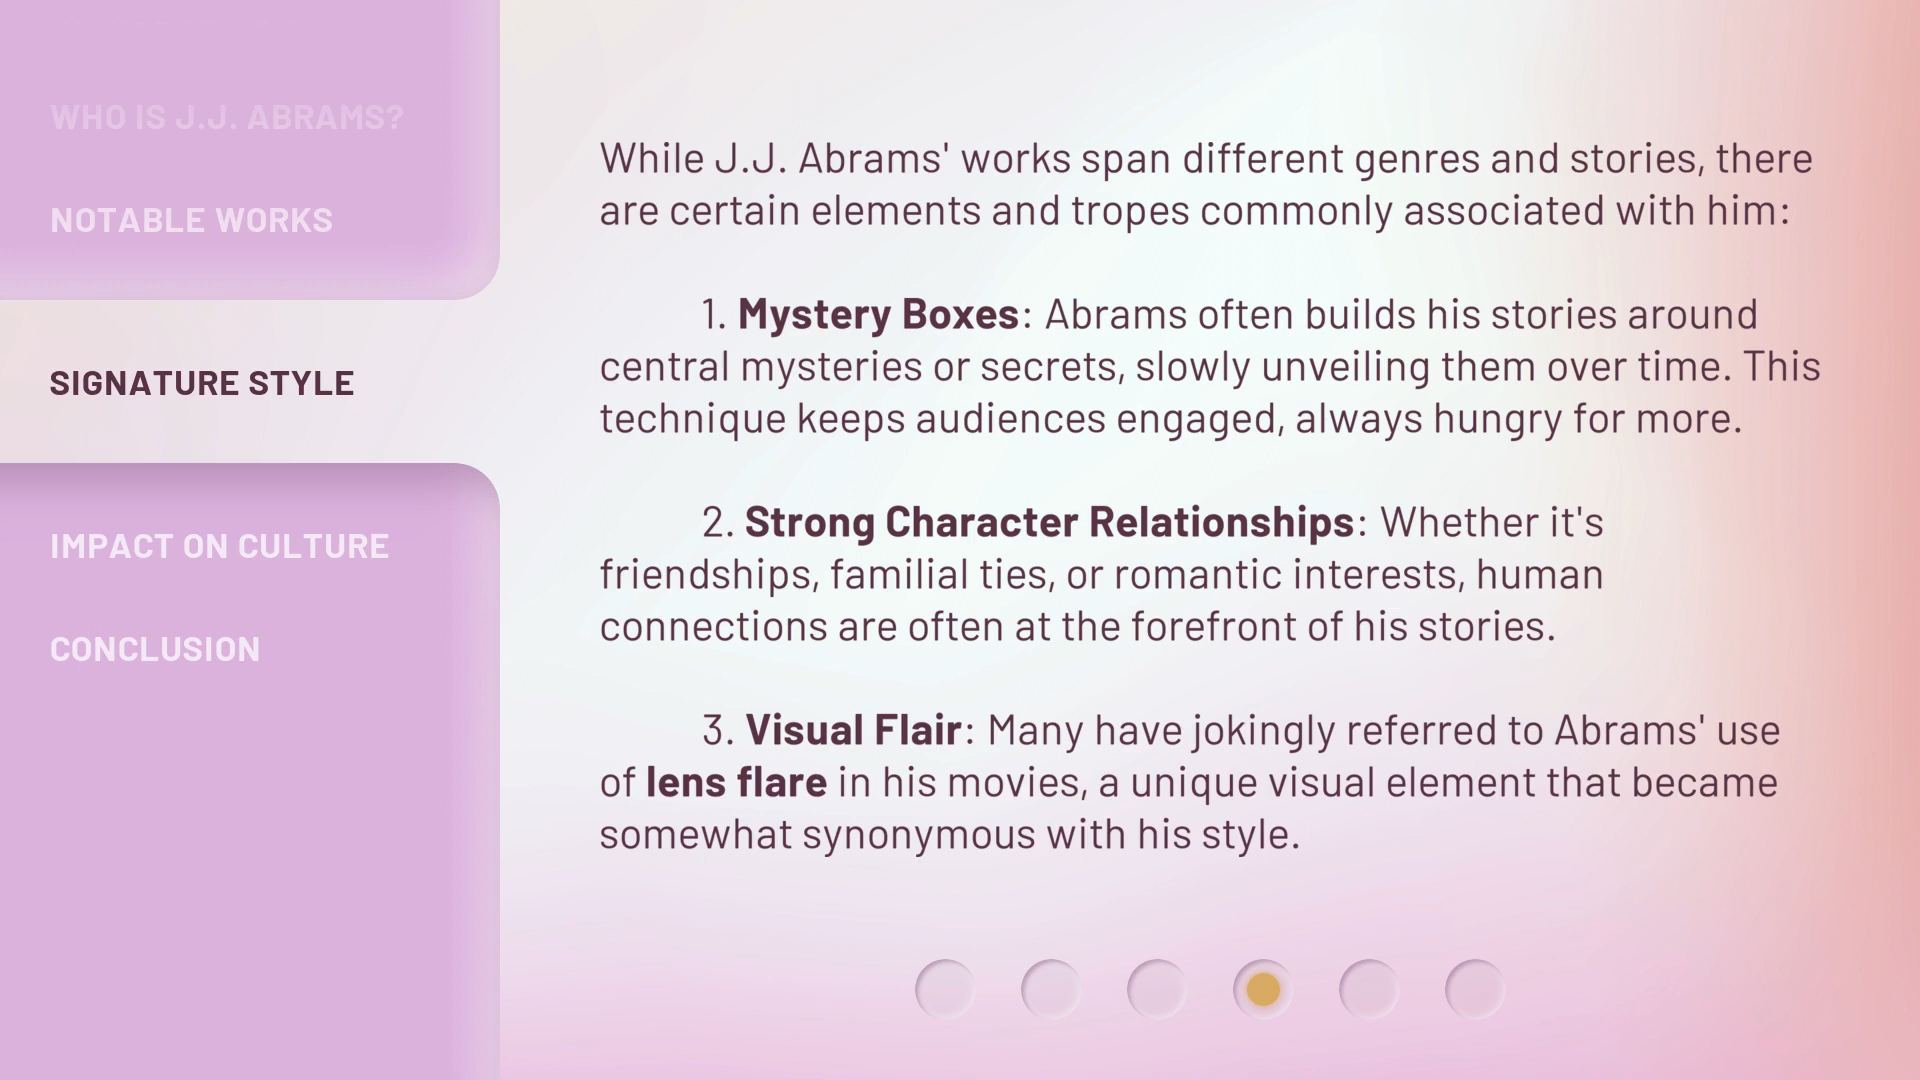 WHO IS J.J. ABRAMS?
NOTABLE WORKS
SIGNATURE STYLE
IMPACT ON CULTURE
CONCLUSION
While J.J. Abrams' works span different genres and stories, there
are certain elements and tropes commonly associated with him:
1. Mystery Boxes: Abrams often builds his stories around
central mysteries or secrets, slowly unveiling them over time. This
technique keeps audiences engaged, always hungry for more.
2. Strong Character Relationships: Whether it's
friendships, familial ties, or romantic interests, human
connections are often at the forefront of his stories.
3. Visual Flair: Many have jokingly referred to Abrams' use
of lens flare in his movies, a unique visual element that became
somewhat synonymous with his style.